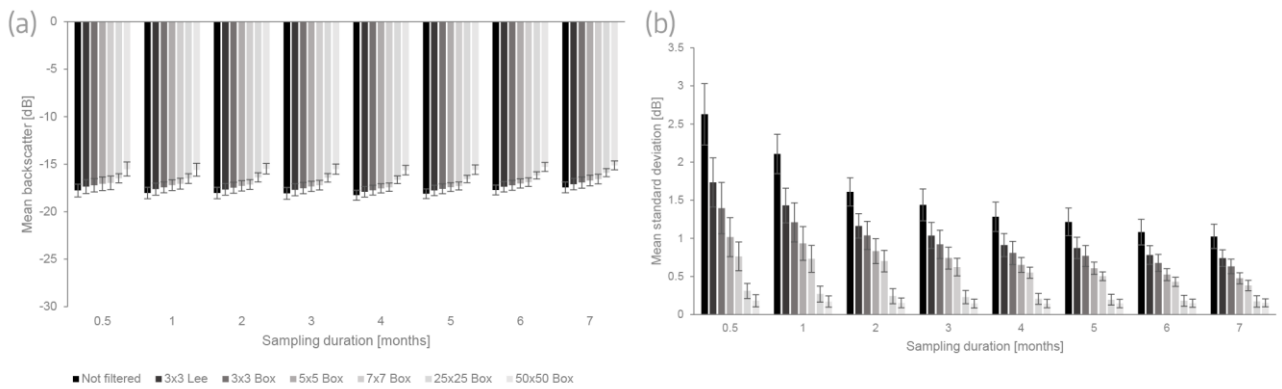 (a)
Mean backscatter [dB]
0
-5
-10
-15
-20
-25
-30
0.5 1 2 3 4 5 6 7
Sampling duration [months]
Not filtered 3x3 Lee 3x3 Box 5x5 Box 7x7 Box 25x25 Box 50x50 Box
(b)
Mean standard deviation [dB]
3.5
3
2.5
2
1.5
1
0.5
0
0.5 1 2 3 4 5 6 7
Sampling duration [months]